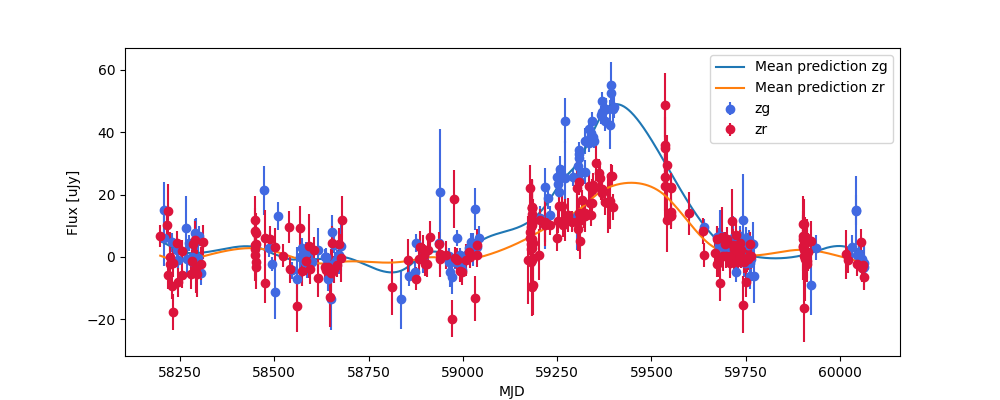 60
40
20
0
−20
Flux [uJy]
58250 58500 58750 59000 59250 59500 59750 60000
MJD
Mean prediction zg
Mean prediction zr
zg
zr